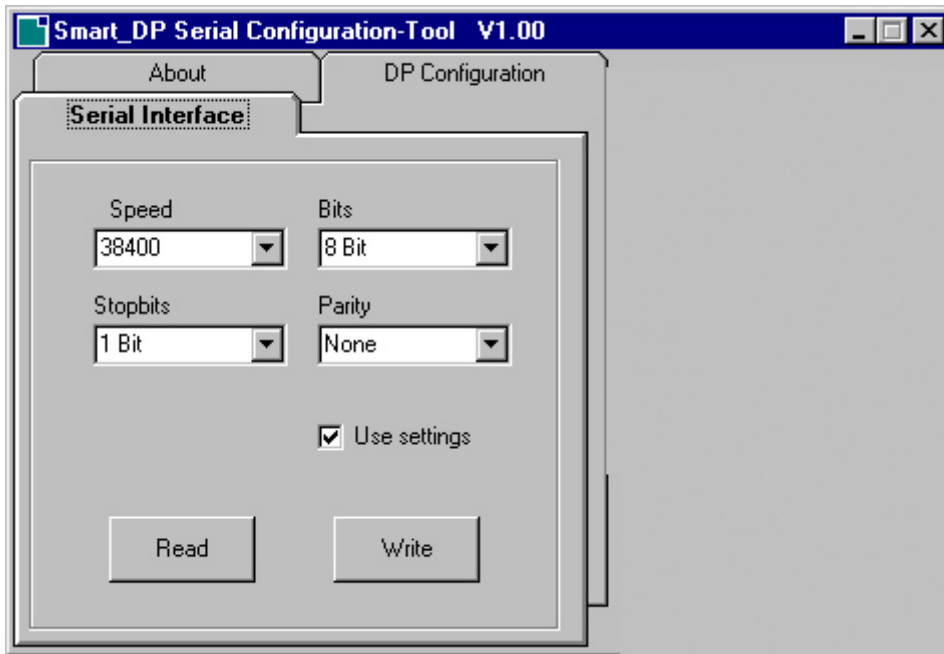 Smart_DP Serial Configuration-Tool V1.00
About DP Configuration
Serial Interface
Speed Bits
38400 8 Bit
Stopbits Parity
1 Bit None
Use settings
Read Write